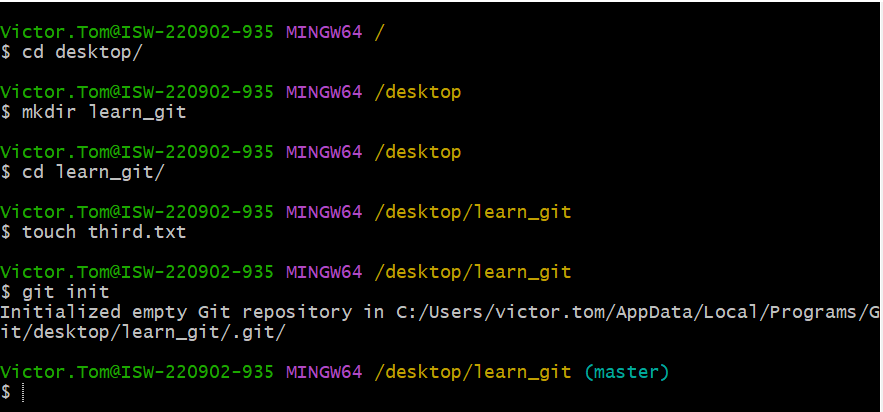 Victor.Tom@ISW-220902-935 MINGW64 /
$ cd desktop/
Victor.Tom@ISW-220902-935 MINGW64 /desktop
$ mkdir learn_git
Victor.Tom@ISW-220902-935 MINGW64 /desktop
$ cd learn_git/
Victor.Tom@ISW-220902-935 MINGW64 /desktop/learn_git
$ touch third.txt
Victor.Tom@ISW-220902-935 MINGW64 /desktop/learn_git
$ git init
Initialized empty Git repository in C:/Users/victor.tom/AppData/Local/Programs/G
it/desktop/learn_git/.git/
Victor.Tom@ISW-220902-935 MINGW64 /desktop/learn_git (master)
$